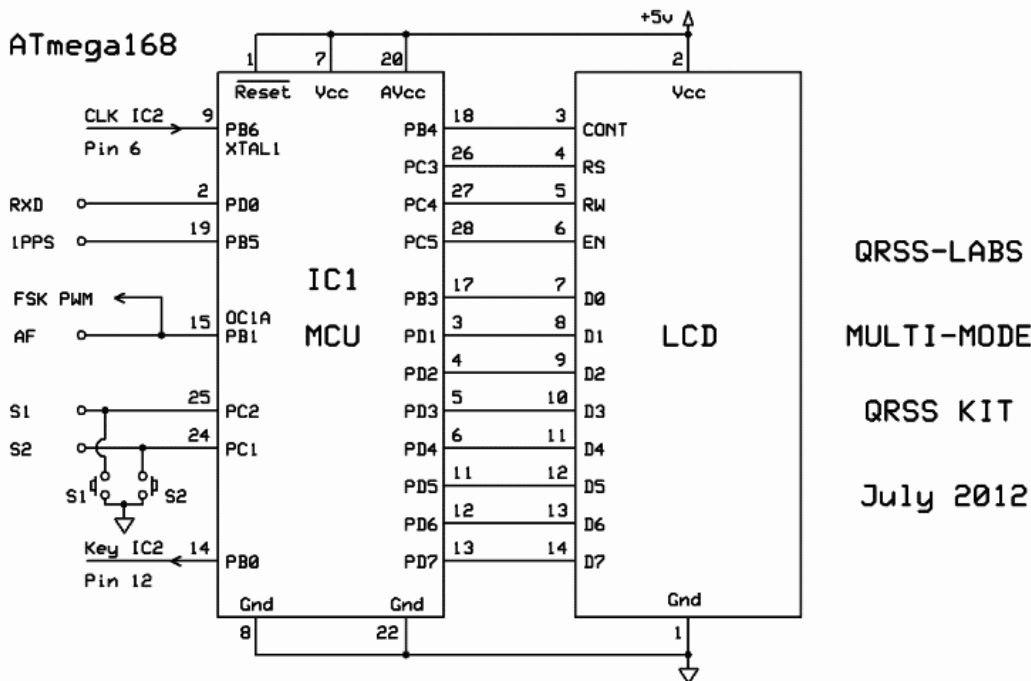 +5v
ATmega168
1 7 20 2
Reset Vcc AVcc Vcc
CLK IC2 9 PB6 PB4 18 3 CONT
Pin 6 XTAL1
PC3 26 4 RS
RXD 2 PD0 PC4 27 5 RW
1PPS 19 PB5 PC5 28 6 EN
QRSS-LABS
IC1
FSK PWM PB3 17 7 D0
OC1A
AF 15 PB1 MCU PD1 3 8 D1 LCD MULTI-MODE
PD2 4 9 D2
S1 25 PC2 PD3 5 10 D3 QRSS KIT
S2 24 PC1 PD4 6 11 D4
S1 S2 PD5 11 12 D5 July 2012
PD6 12 13 D6
Key IC2 14 PB0 PD7 13 14 D7
Pin 12
Gnd Gnd Gnd
8 22 1